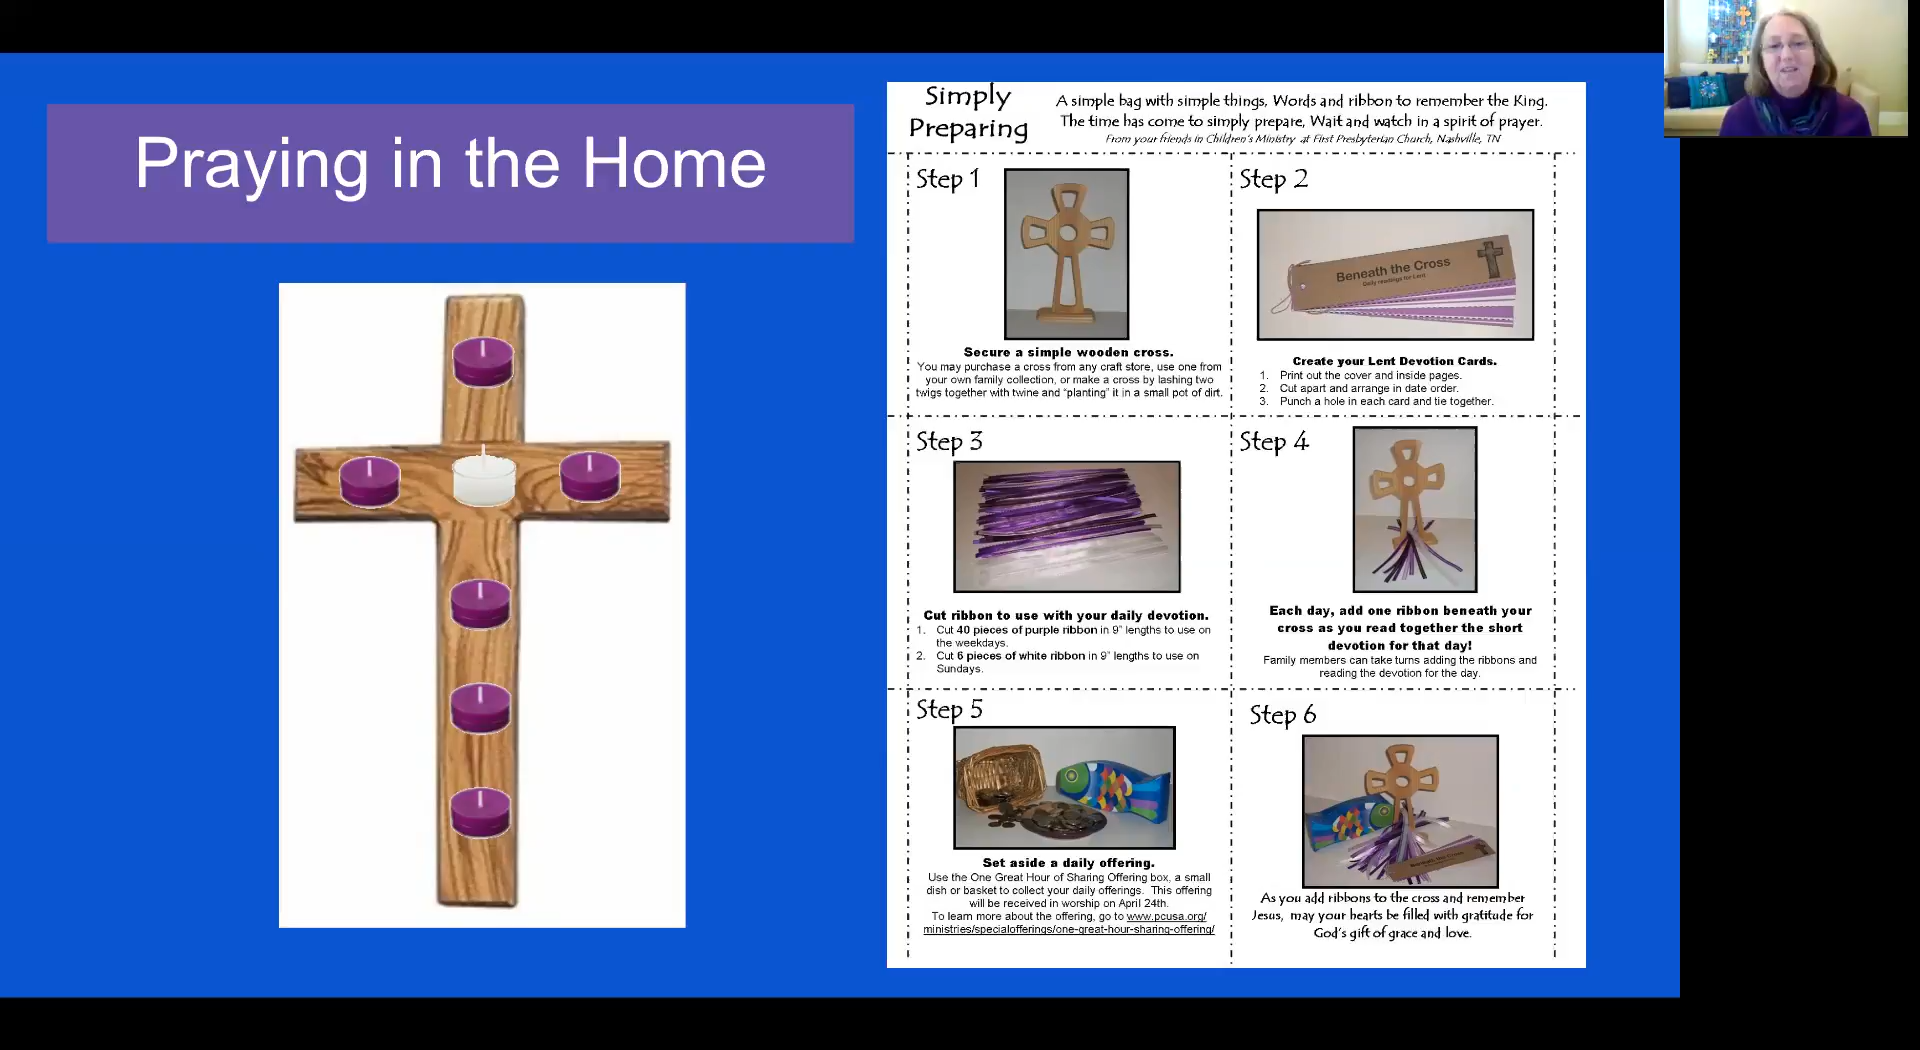 Praying in the Home
Simply
Preparing
A simple bag with simple things, Words and ribbon to remember the King.
The time has come to simply prepare, Wait and watch in a spirit of prayer.
From your friends in Children's Ministry at First Presbyterian Church, Nashville, TN
Step 1
Secure a simple wooden cross.
You may purchase a cross from any craft store, use one from
your own family collection, or make a cross by lashing two
twigs together with twine and "planting" it in a small pot of dirt.
Step 2
Beneath the Cross
Daily readings for Lent
Create your Lent Devotion Cards.
1. Print out the cover and inside pages.
2. Cut apart and arrange in date order.
3. Punch a hole in each card and tie together.
Step 3
Cut ribbon to use with your daily devotion.
1. Cut 40 pieces of purple ribbon in 9" lengths to use on
the weekdays.
2. Cut 6 pieces of white ribbon in 9" lengths to use on
Sundays.
Step 4
Each day, add one ribbon beneath your
cross as you read together the short
devotion for that day!
Family members can take turns adding the ribbons and
reading the devotion for the day.
Step 5
Set aside a daily offering.
Use the One Great Hour of Sharing Offering box, a small
dish or basket to collect your daily offerings. This offering
will be received in worship on April 24th.
To learn more about the offering, go to www.pcusa.org/
ministries/specialofferings/one-great-hour-sharing-offering/
Step 6
Beneath the Cross
As you add ribbons to the cross and remember
Jesus, may your hearts be filled with gratitude for
God's gift of grace and love.